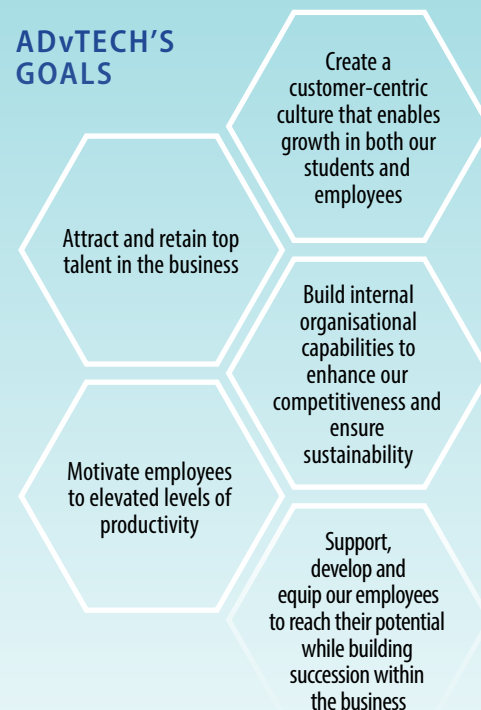 ADvTECH'S
GOALS
Create a
customer-centric
culture that enables
growth in both our
students and
employees
Attract and retain top
talent in the business
Build internal
organisational
capabilities to
enhance our
competitiveness and
ensure
sustainability
Motivate employees
to elevated levels of
productivity
Support,
develop and
equip our employees
to reach their potential
while building
succession within
the business